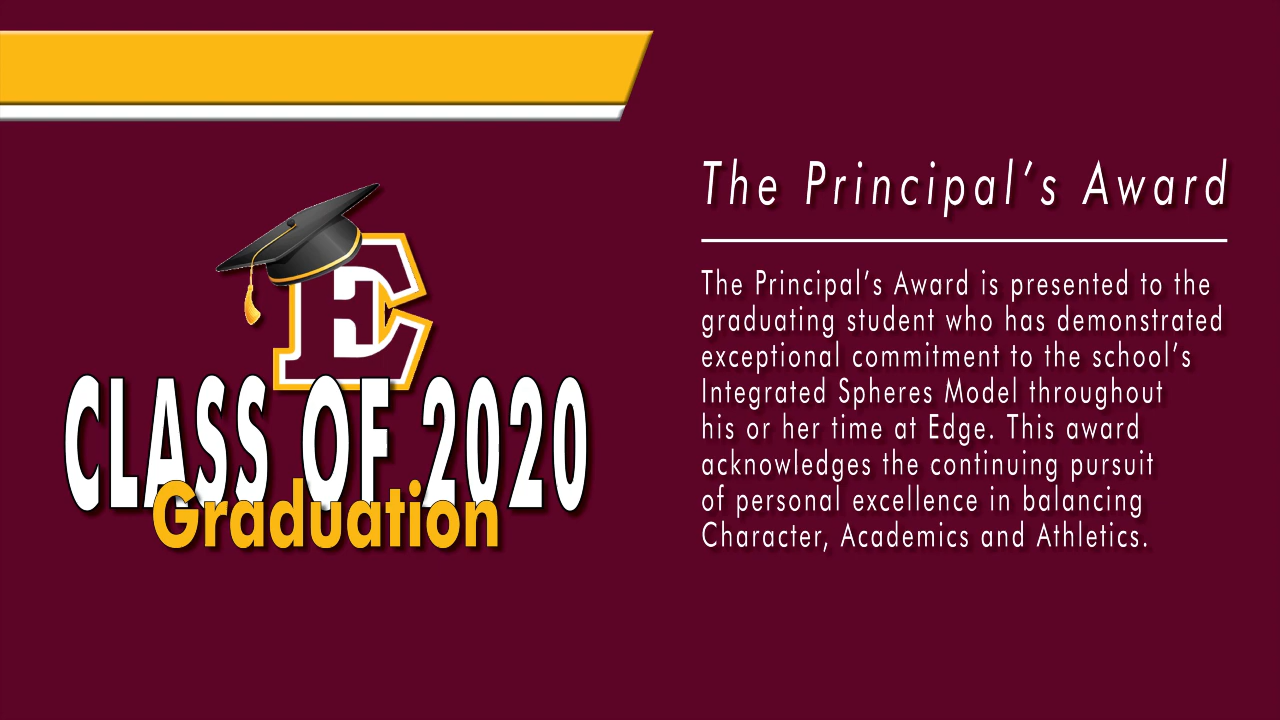 E
CLASS OF 2020
Graduation
The Principal’s Award
The Principal’s Award is presented to the
graduating student who has demonstrated
exceptional commitment to the school’s
Integrated Spheres Model throughout
his or her time at Edge. This award
acknowledges the continuing pursuit
of personal excellence in balancing
Character, Academics and Athletics.